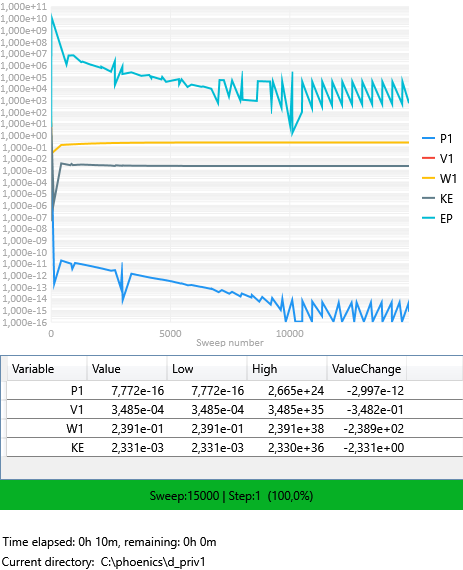 1,000e+11
1,000e+10
1,000e+09
1,000e+08
1,000e+07
1,000e+06
1,000e+05
1,000e+04
1,000e+03
1,000e+02
1,000e+01
1,000e+00
1,000e-01
1,000e-02
1,000e-03
1,000e-04
1,000e-05
1,000e-06
1,000e-07
1,000e-08
1,000e-09
1,000e-10
1,000e-11
1,000e-12
1,000e-13
1,000e-14
1,000e-15
1,000e-16
0 5000 10000
Sweep number
P1
V1
W1
KE
EP
Variable Value Low High ValueChange
P1 7,772e-16 7,772e-16 2,665e+24 -2,997e-12
V1 3,485e-04 3,485e-04 3,485e+35 -3,482e-01
W1 2,391e-01 2,391e-01 2,391e+38 -2,389e+02
KE 2,331e-03 2,331e-03 2,330e+36 -2,331e+00
Sweep:15000 | Step:1 (100,0%)
Time elapsed: 0h 10m, remaining: 0h 0m
Current directory: C:\phoenics\d_priv1